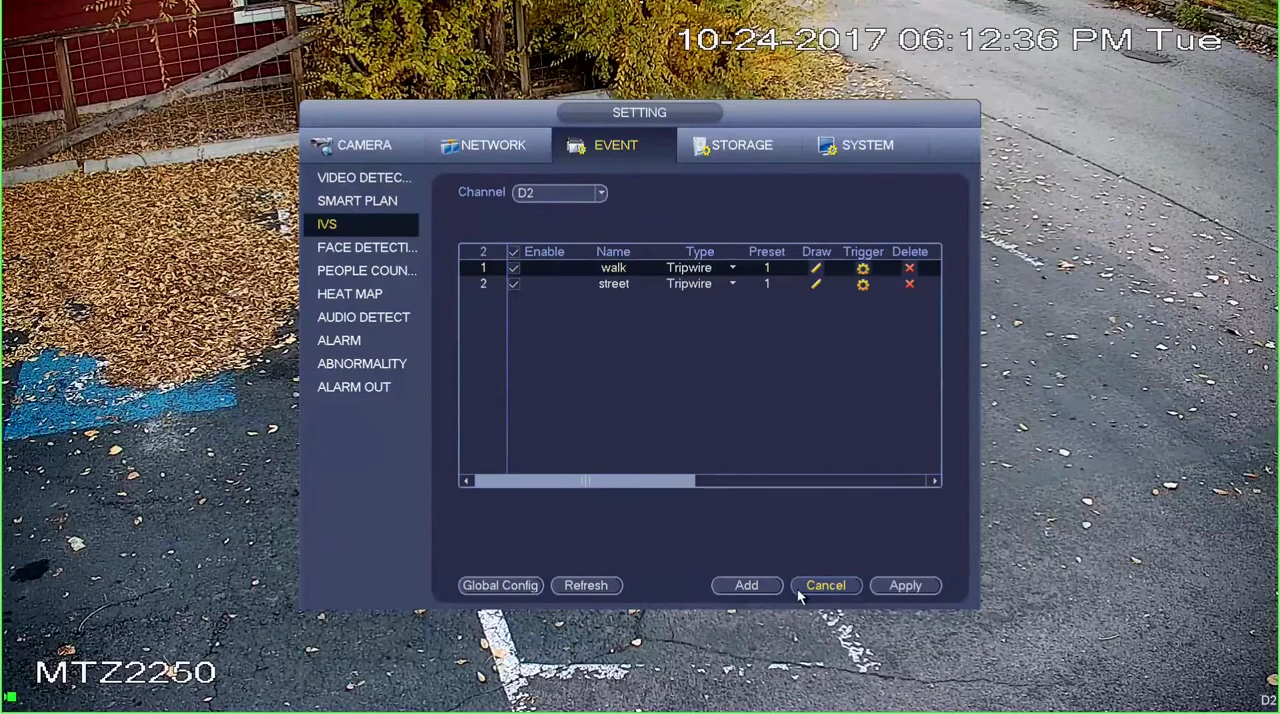 10-24-2017 06:12:36 PM Tue
SETTING
CAMERA NETWORK EVENT STORAGE SYSTEM
VIDEO DETEC...
SMART PLAN
IVS
FACE DETECTI...
PEOPLE COUN...
HEAT MAP
AUDIO DETECT
ALARM
ABNORMALITY
ALARM OUT
Channel D2
2 Enable Name Type Preset Draw Trigger Delete
1 walk Tripwire 1
2 street Tripwire 1
Global Config Refresh Add Cancel Apply
MTZ2250
D2